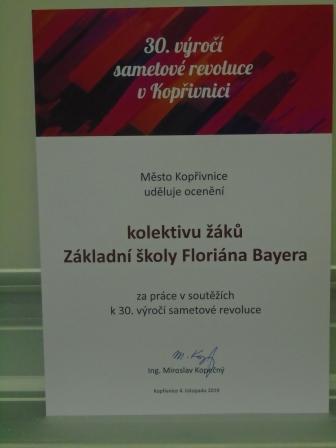 30. výročí
sametové revoluce
v Kopřivnici
Město Kopřivnice
uděluje ocenění
kolektivu žáků
Základní školy Floriána Bayera
za práce v soutěžích
k 30. výročí sametové revoluce
Ing. Miroslav Kopečný
Kopřivnice 4. listopadu 2019